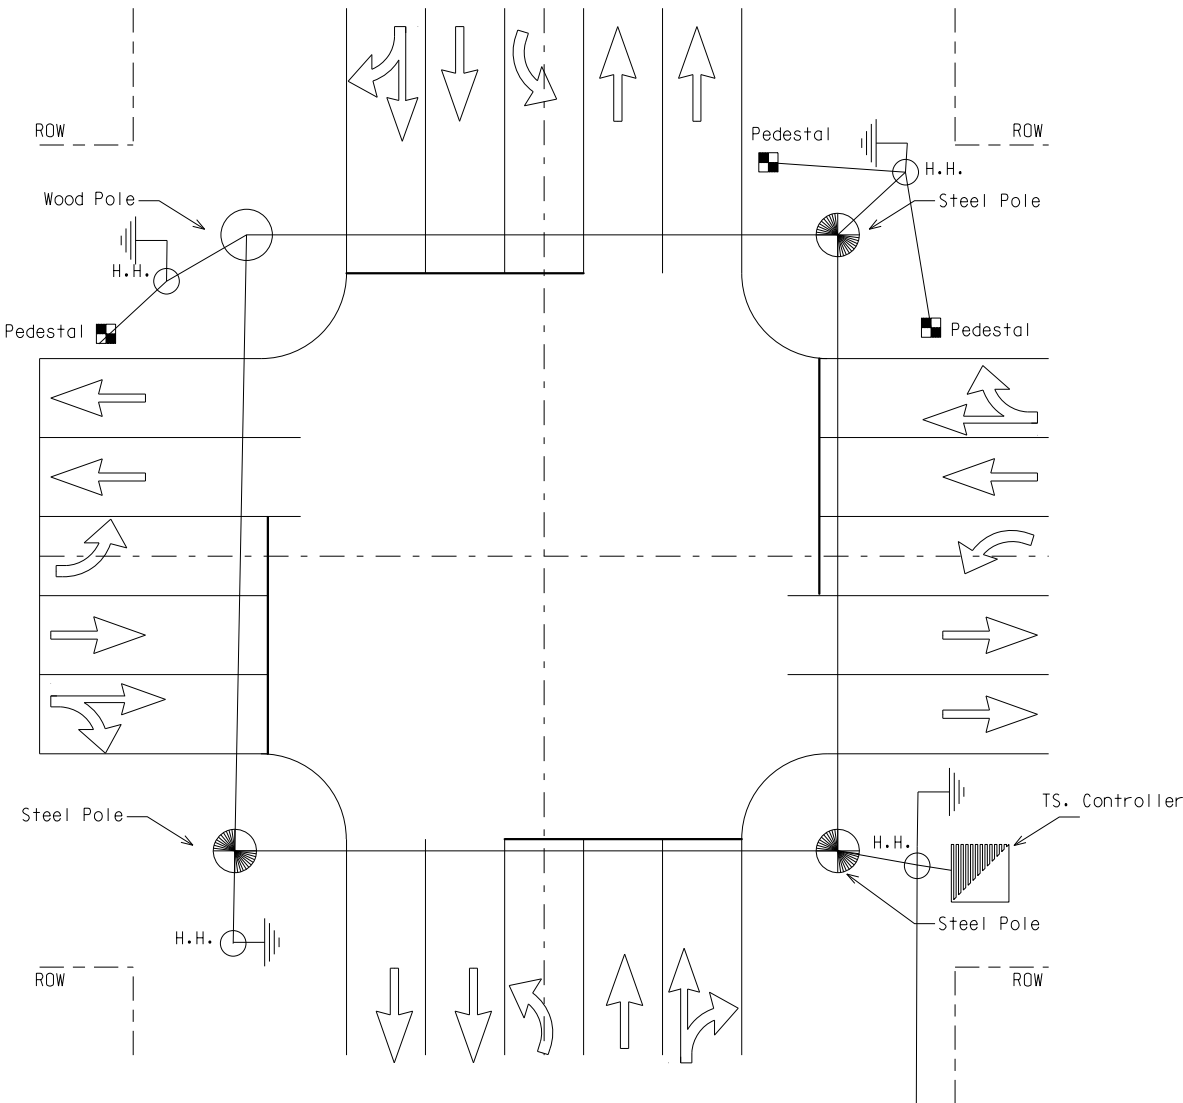 ROW
ROW
Pedestal
H.H.
Wood Pole
Steel Pole
H.H.
Pedestal
Pedestal
Steel Pole
TS. Controller
H.H.
Steel Pole
H.H.
ROW
ROW